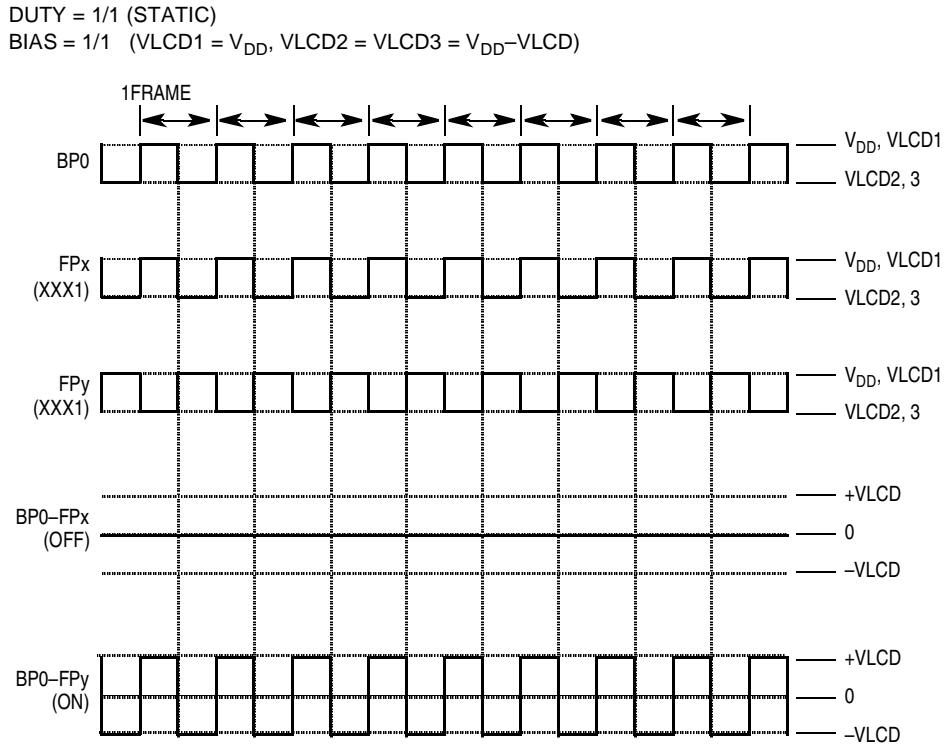 DUTY = 1/1 (STATIC)
BIAS = 1/1 (VLCD1 = VDD, VLCD2 = VLCD3 = VDD–VLCD)
1FRAME
BP0
VDD, VLCD1
VLCD2, 3
FPx
(XXX1)
VDD, VLCD1
VLCD2, 3
FPy
(XXX1)
VDD, VLCD1
VLCD2, 3
BP0–FPx
(OFF)
+VLCD
0
–VLCD
BP0–FPy
(ON)
+VLCD
0
–VLCD